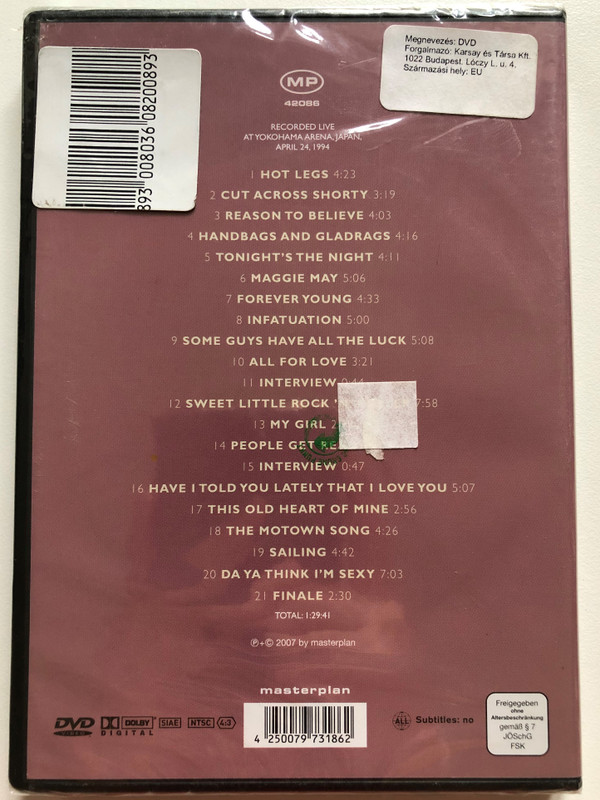 893 008036 08200893
Megnevezés: DVD
Forgalmazó: Karsay és Társa Kft.
1022 Budapest. Lóczy L. u. 4.
Származási hely: EU
MP
42086
RECORDED LIVE
AT YOKOHAMA ARENA, JAPAN,
APRIL 24, 1994
1 HOT LEGS 4:23
2 CUT ACROSS SHORTY 3:19
3 REASON TO BELIEVE 4:03
4 HANDBAGS AND GLADRAGS 4:16
5 TONIGHT'S THE NIGHT 4:11
6 MAGGIE MAY 5:06
7 FOREVER YOUNG 4:33
8 INFATUATION 5:00
9 SOME GUYS HAVE ALL THE LUCK 5:08
10 ALL FOR LOVE 3:21
11 INTERVIEW
12 SWEET LITTLE ROCK 7:58
13 MY GIRL
14 PEOPLE GET
15 INTERVIEW 0:47
16 HAVE I TOLD YOU LATELY THAT I LOVE YOU 5:07
17 THIS OLD HEART OF MINE 2:56
18 THE MOTOWN SONG 4:26
19 SAILING 4:42
20 DA YA THINK I'M SEXY 7:03
21 FINALE 2:30
TOTAL: 1:29:41
℗+© 2007 by masterplan
masterplan
DVD VIDEO DOLBY DIGITAL SIAE NTSC 4:3
4 250079 731862
ALL Subtitles: no
Freigegeben
ohne
Altersbeschränkung
gemäß § 7
JÖSchG
FSK